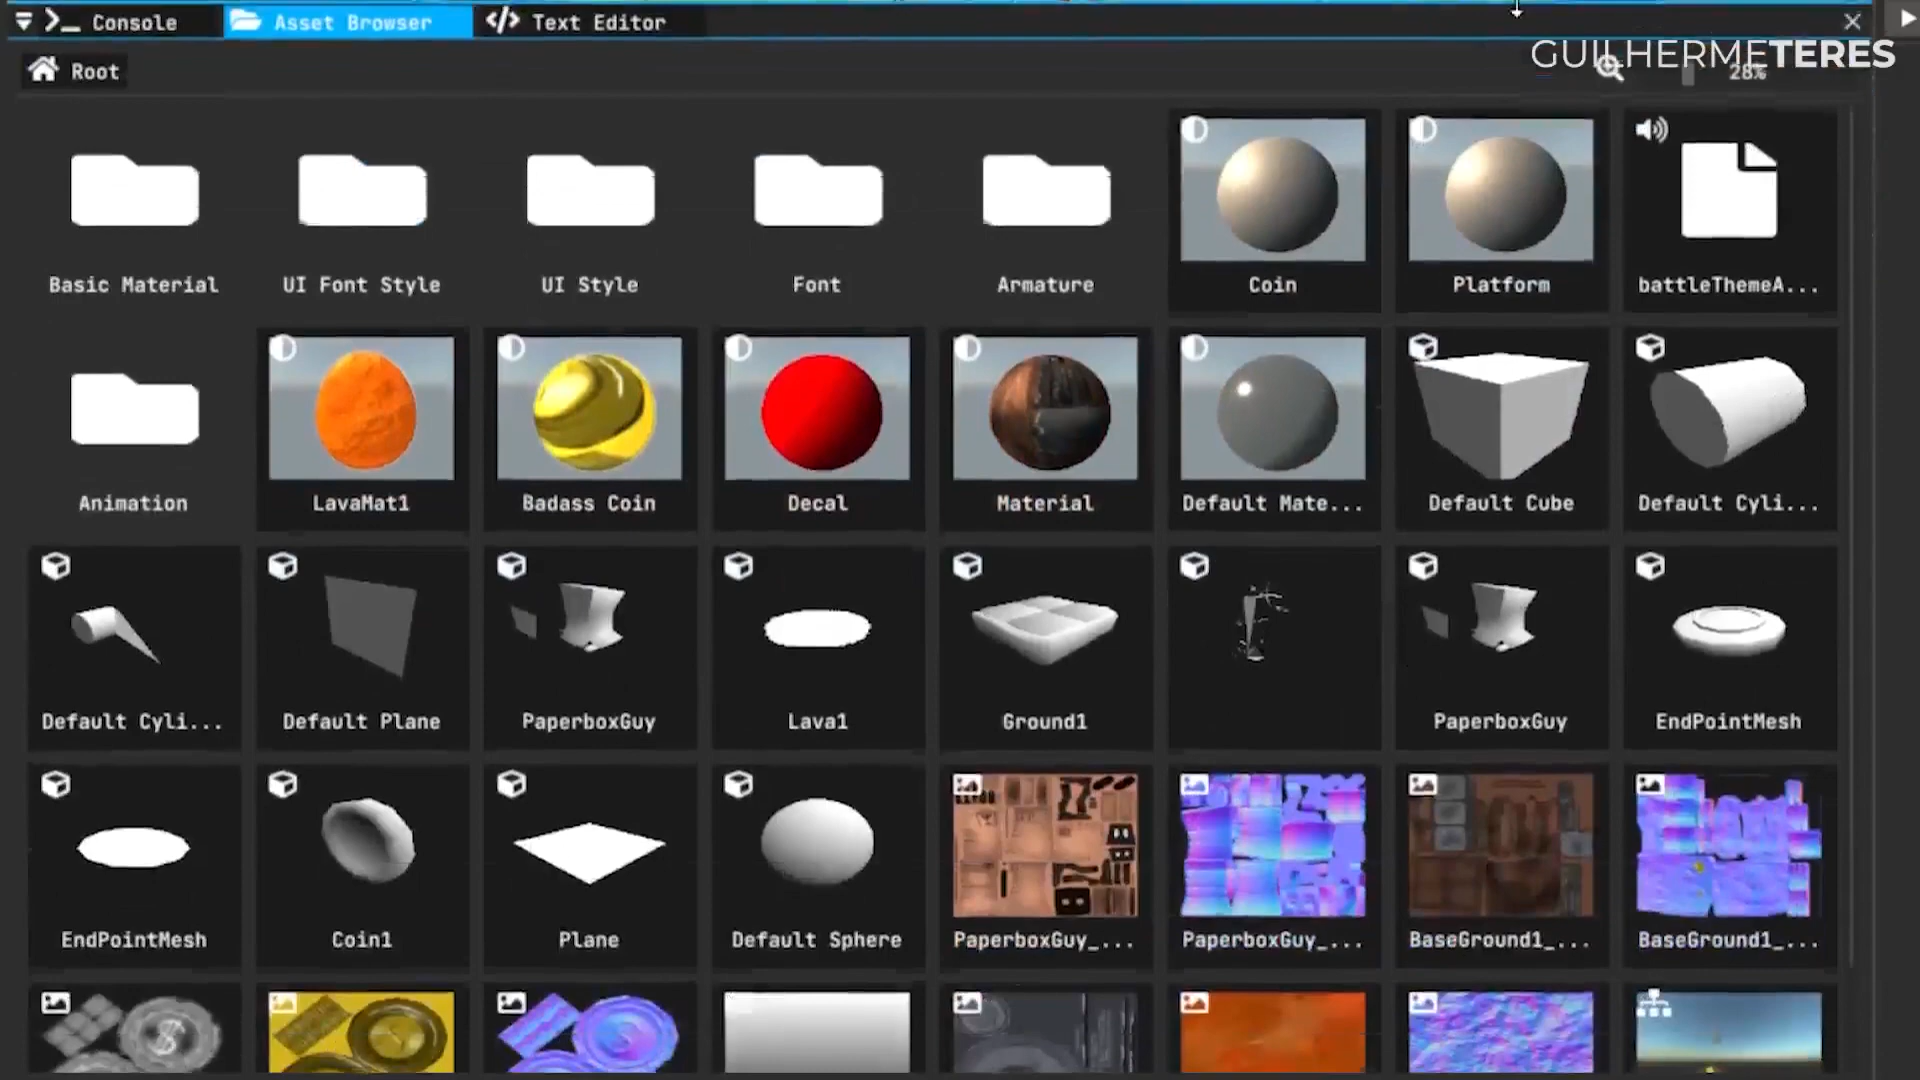 Console
Asset Browser
Text Editor
GUILHERMETERES
Root
28%
Basic Material
UI Font Style
UI Style
Font
Armature
Coin
Platform
battleThemeA...
Animation
LavaMat1
Badass Coin
Decal
Material
Default Mate...
Default Cube
Default Cyli...
Default Cyli...
Default Plane
PaperboxGuy
Lava1
Ground1
PaperboxGuy
EndPointMesh
EndPointMesh
Coin1
Plane
Default Sphere
PaperboxGuy_...
PaperboxGuy_...
BaseGround1_...
BaseGround1_...